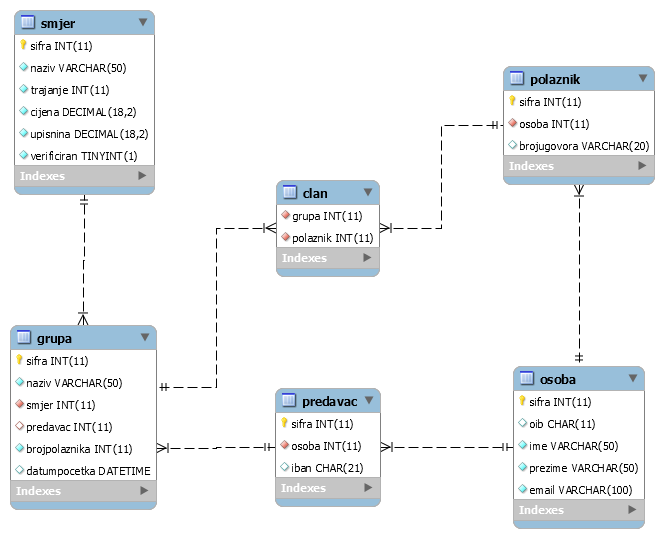 smjer
sifra INT(11)
naziv VARCHAR(50)
trajanje INT(11)
cijena DECIMAL(18,2)
upisnina DECIMAL(18,2)
verificiran TINYINT(1)
Indexes
polaznik
sifra INT(11)
osoba INT(11)
brojugovora VARCHAR(20)
Indexes
clan
grupa INT(11)
polaznik INT(11)
Indexes
grupa
sifra INT(11)
naziv VARCHAR(50)
smjer INT(11)
predavac INT(11)
brojpolaznika INT(11)
datumpocetka DATETIME
Indexes
predavac
sifra INT(11)
osoba INT(11)
iban CHAR(21)
Indexes
osoba
sifra INT(11)
oib CHAR(11)
ime VARCHAR(50)
prezime VARCHAR(50)
email VARCHAR(100)
Indexes